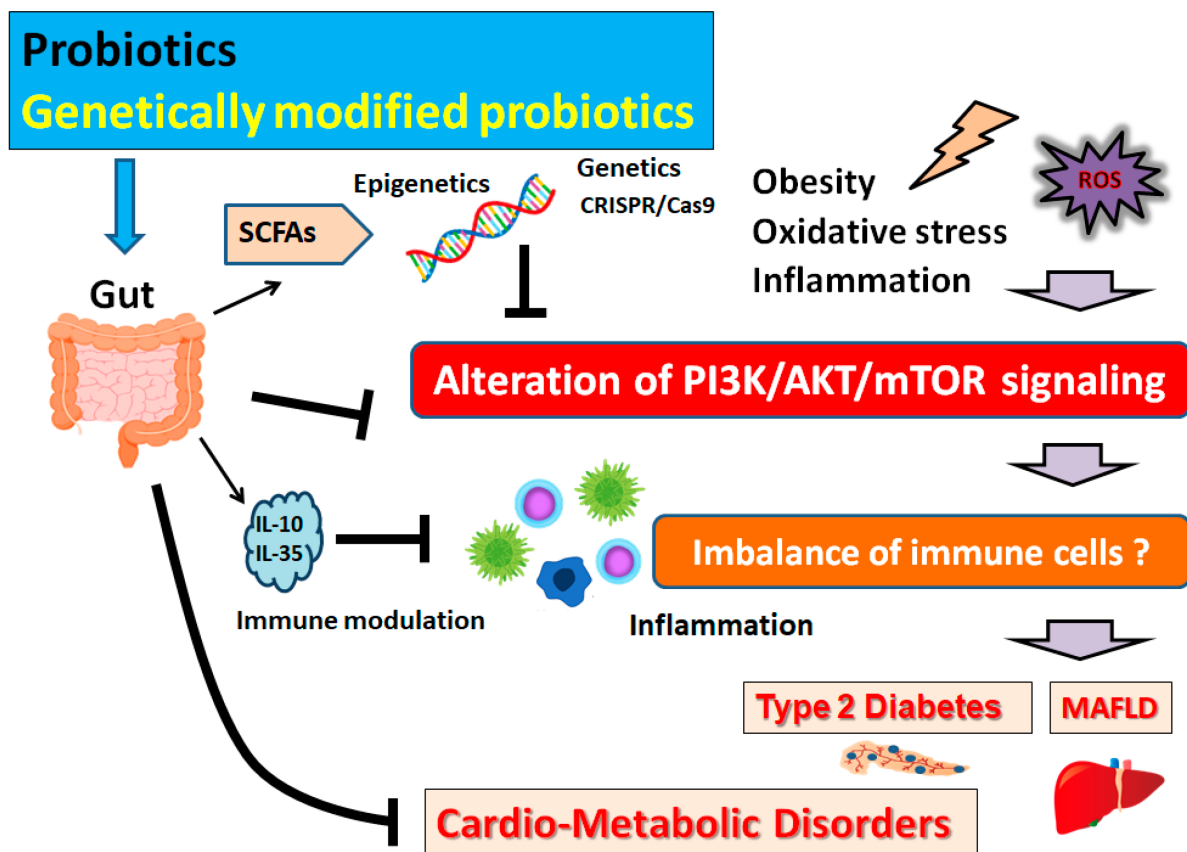 Probiotics
Genetically modified probiotics
Genetics
CRISPR/Cas9
Epigenetics
SCFAs
Gut
Obesity
Oxidative stress
Inflammation
ROS
Alteration of PI3K/AKT/mTOR signaling
IL-10
IL-35
Immune modulation
Imbalance of immune cells ?
Inflammation
Type 2 Diabetes
MAFLD
Cardio-Metabolic Disorders